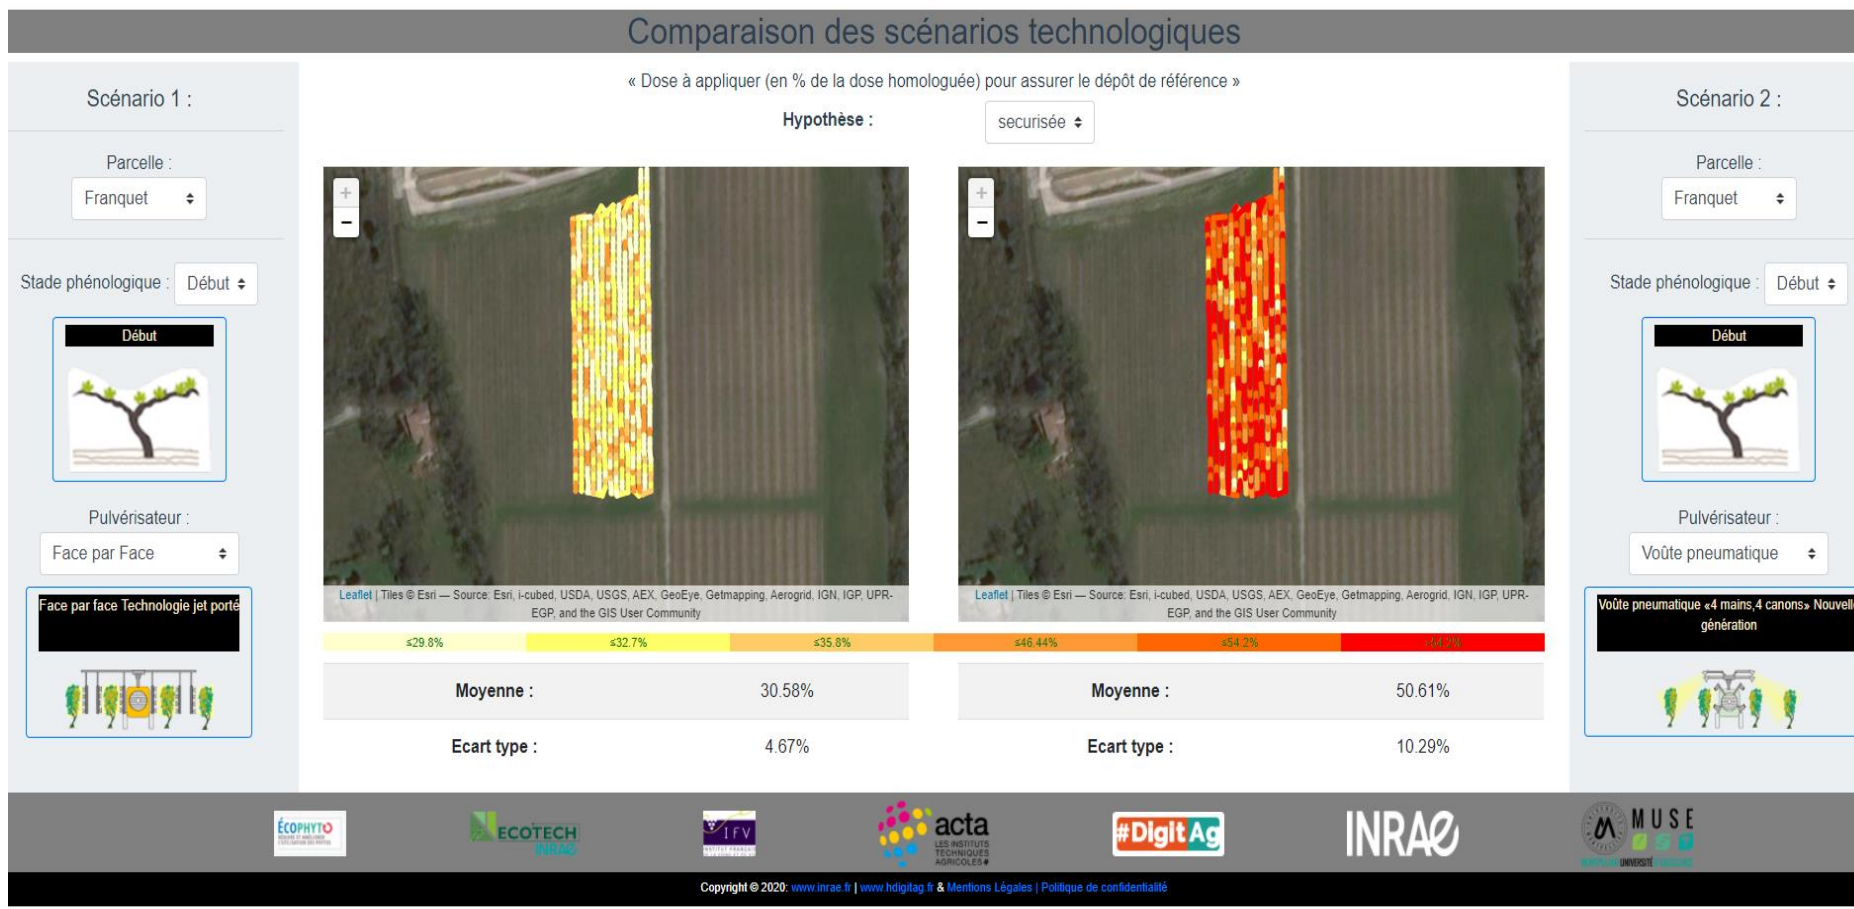 Comparaison des scénarios technologiques
« Dose à appliquer (en % de la dose homologuée) pour assurer le dépôt de référence »
Hypothèse :
securisée
Scénario 1 :
Parcelle :
Franquet
Stade phénologique :
Début
Début
Pulvérisateur :
Face par Face
Face par face Technologie jet porté
+
−
Leaflet | Tiles © Esri — Source: Esri, i-cubed, USDA, USGS, AEX, GeoEye, Getmapping, Aerogrid, IGN, IGP, UPR-
EGP, and the GIS User Community
+
−
Leaflet | Tiles © Esri — Source: Esri, i-cubed, USDA, USGS, AEX, GeoEye, Getmapping, Aerogrid, IGN, IGP, UPR-
EGP, and the GIS User Community
≤29.8% ≤32.7% ≤35.8% ≤46.44% ≤54.2%
Moyenne : 30.58%
Ecart type : 4.67%
Moyenne : 50.61%
Ecart type : 10.29%
Scénario 2 :
Parcelle :
Franquet
Stade phénologique :
Début
Début
Pulvérisateur :
Voûte pneumatique
Voûte pneumatique «4 mains,4 canons» Nouvelle
génération
ÉCOPHYTO
ECOTECH
INRAE
IFV
acta
LES INSTITUTS
TECHNIQUES
AGRICOLES
#DigitAg
INRAE
MUSE
Copyright © 2020: www.inrae.fr | www.hdigitag.fr & Mentions Légales | Politique de confidentialité